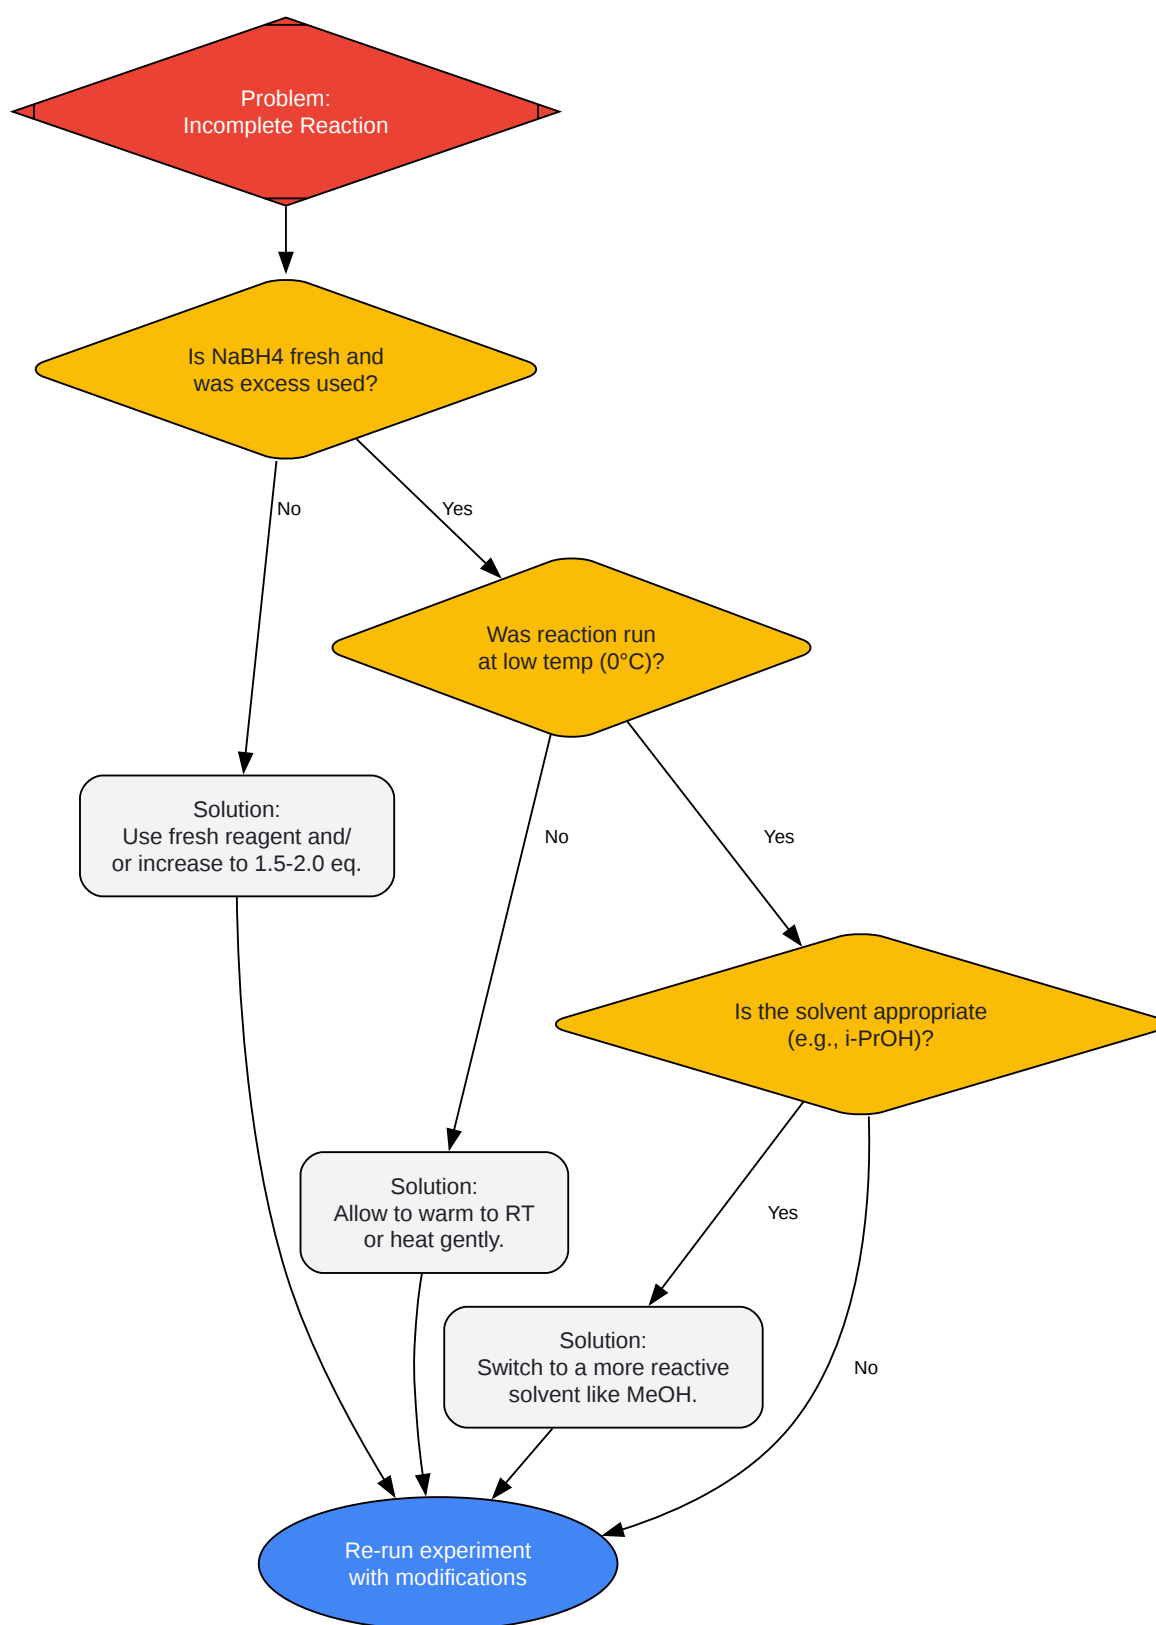 Problem:
Incomplete Reaction
Is NaBH4 fresh and
was excess used?
No
Yes
Was reaction run
at low temp (0°C)?
Solution:
Use fresh reagent and/
or increase to 1.5-2.0 eq.
No
Yes
Is the solvent appropriate
(e.g., i-PrOH)?
Solution:
Allow to warm to RT
or heat gently.
Yes
Solution:
Switch to a more reactive
solvent like MeOH.
No
Re-run experiment
with modifications